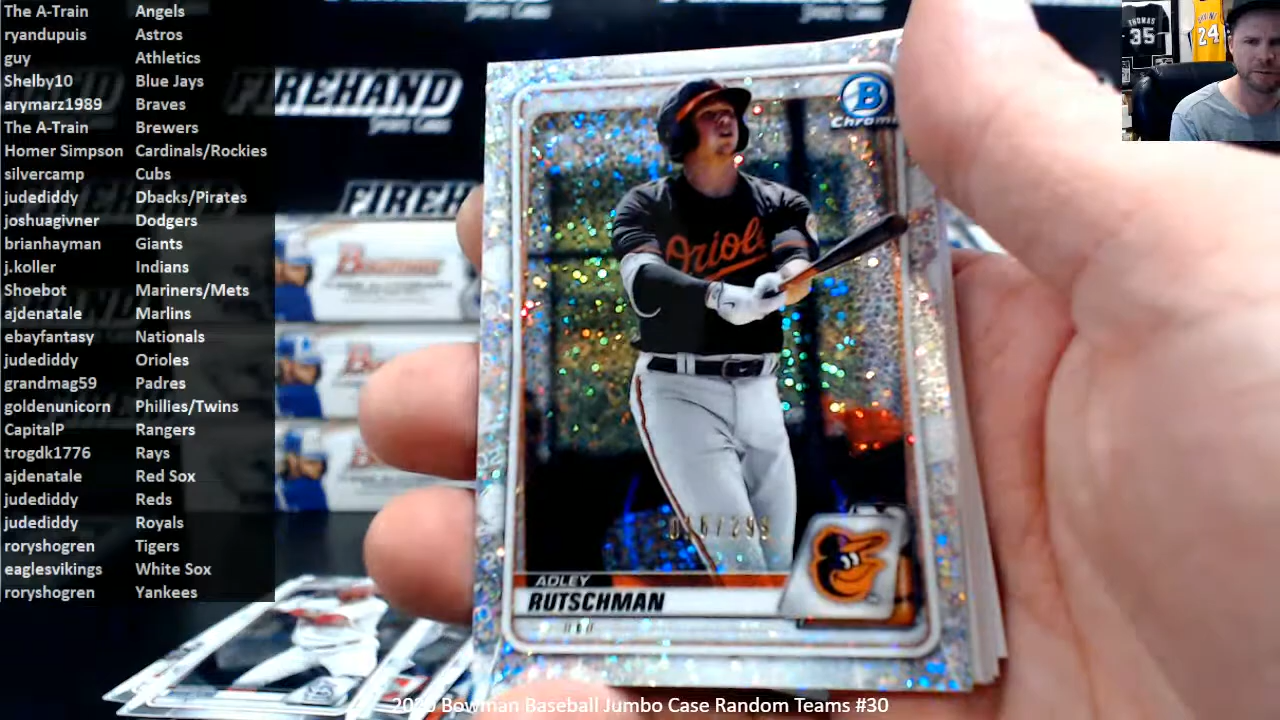 The A-Train Angels
ryandupuis Astros
guy Athletics
Shelby10 Blue Jays
arymarz1989 Braves
The A-Train Brewers
Homer Simpson Cardinals/Rockies
silvercamp Cubs
judediddy Dbacks/Pirates
joshuagivner Dodgers
brianhayman Giants
j.koller Indians
Shoebot Mariners/Mets
ajdenatale Marlins
ebayfantasy Nationals
judediddy Orioles
grandmag59 Padres
goldenunicorn Phillies/Twins
CapitalP Rangers
trogdk1776 Rays
ajdenatale Red Sox
judediddy Reds
judediddy Royals
roryshogren Tigers
eaglesvikings White Sox
roryshogren Yankees
FIREHAND
FIREHAND
FIREH
Bowman
THOMAS
35
24
B
Chrome
Orioles
ADLEY
RUTSCHMAN
2020 Bowman Baseball Jumbo Case Random Teams #30